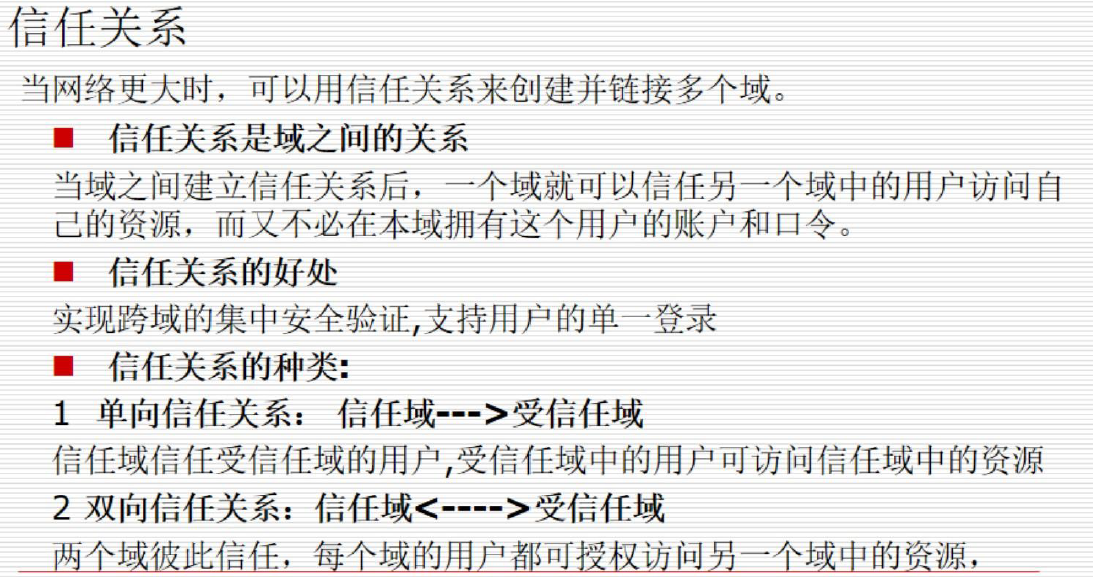 信任关系
当网络更大时，可以用信任关系来创建并链接多个域。
■ 信任关系是域之间的关系
当域之间建立信任关系后，一个域就可以信任另一个域中的用户访问自
己的资源，而又不必在本域拥有这个用户的账户和口令。
■ 信任关系的好处
实现跨域的集中安全验证,支持用户的单一登录
■ 信任关系的种类:
1 单向信任关系： 信任域--->受信任域
信任域信任受信任域的用户,受信任域中的用户可访问信任域中的资源
2 双向信任关系：信任域<---->受信任域
两个域彼此信任，每个域的用户都可授权访问另一个域中的资源，